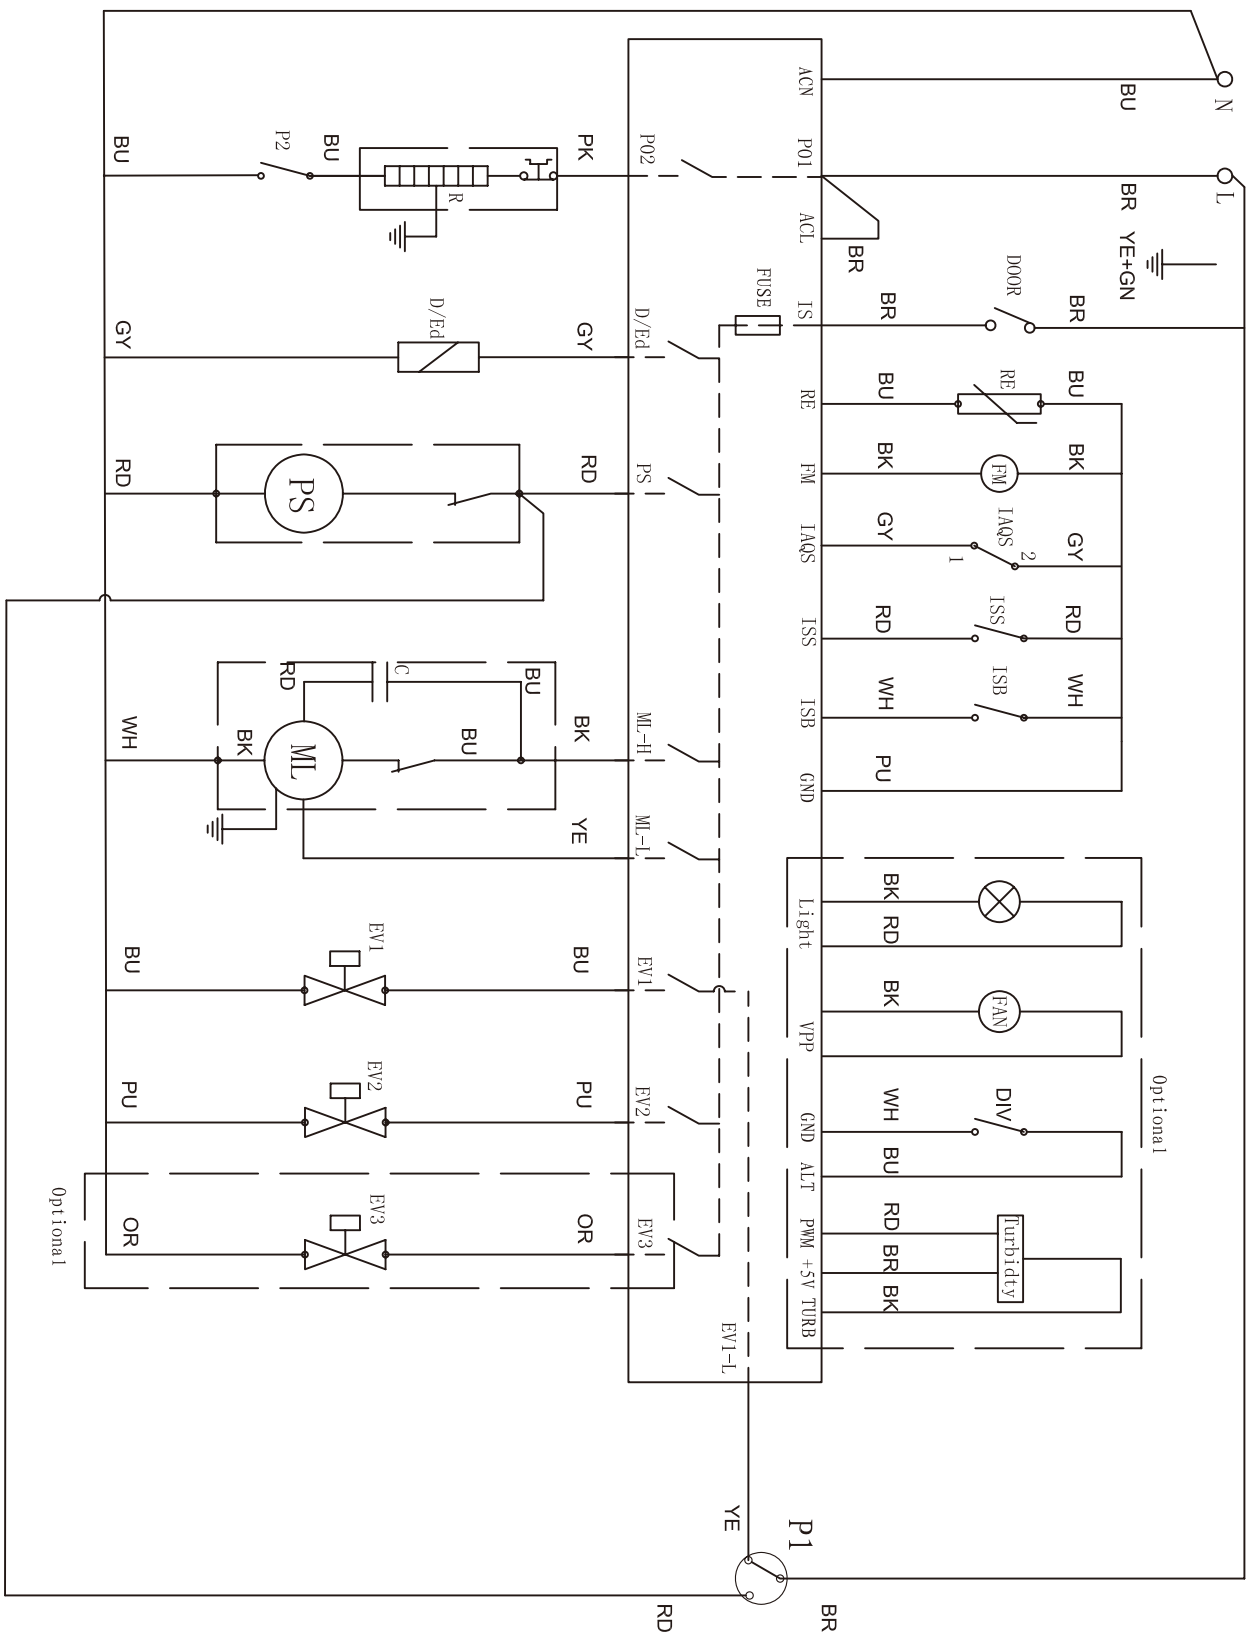 N
ACN
BU
BU
P2
BU
PK
P02
P01
BR
L
R
ACL
BR
YE+GN
FUSE
IS
BR
DOOR
BR
GY
D/Ed
GY
D/Ed
RE
BU
RE
BU
RD
PS
RD
PS
FM
BK
FM
BK
IAQS
GY
IAQS
1
2
GY
ISS
RD
ISS
RD
RD
C
BU
ISB
WH
ISB
WH
WH
BK
ML
BU
BK
ML-H
GND
PU
YE
ML-L
Light
BK
RD
BU
EV1
BU
EV1
VPP
BK
FAN
PU
EV2
PU
EV2
GND
WH
DIV
Optional
ALT
BU
Optional
OR
EV3
OR
EV3
PWM
RD
+5V
BR
Turbidty
TURB
BK
EV1-L
YE
P1
RD
BR